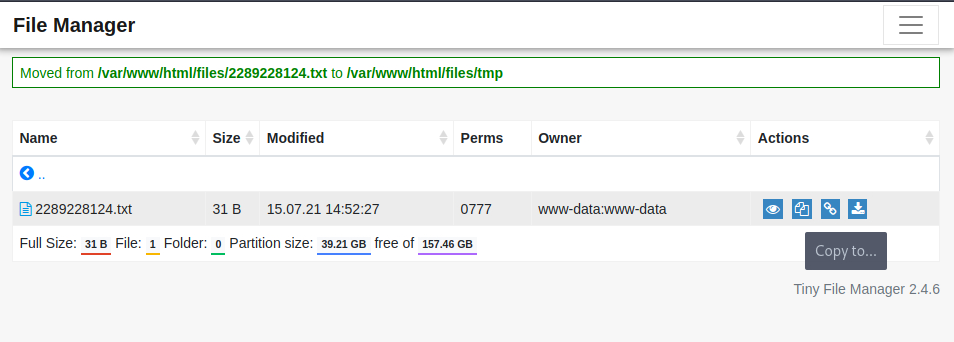 File Manager
Moved from /var/www/html/files/2289228124.txt to /var/www/html/files/tmp
Name Size Modified Perms Owner Actions
..
2289228124.txt 31 B 15.07.21 14:52:27 0777 www-data:www-data
Full Size: 31 B File: 1 Folder: 0 Partition size: 39.21 GB free of 157.46 GB
Copy to...
Tiny File Manager 2.4.6